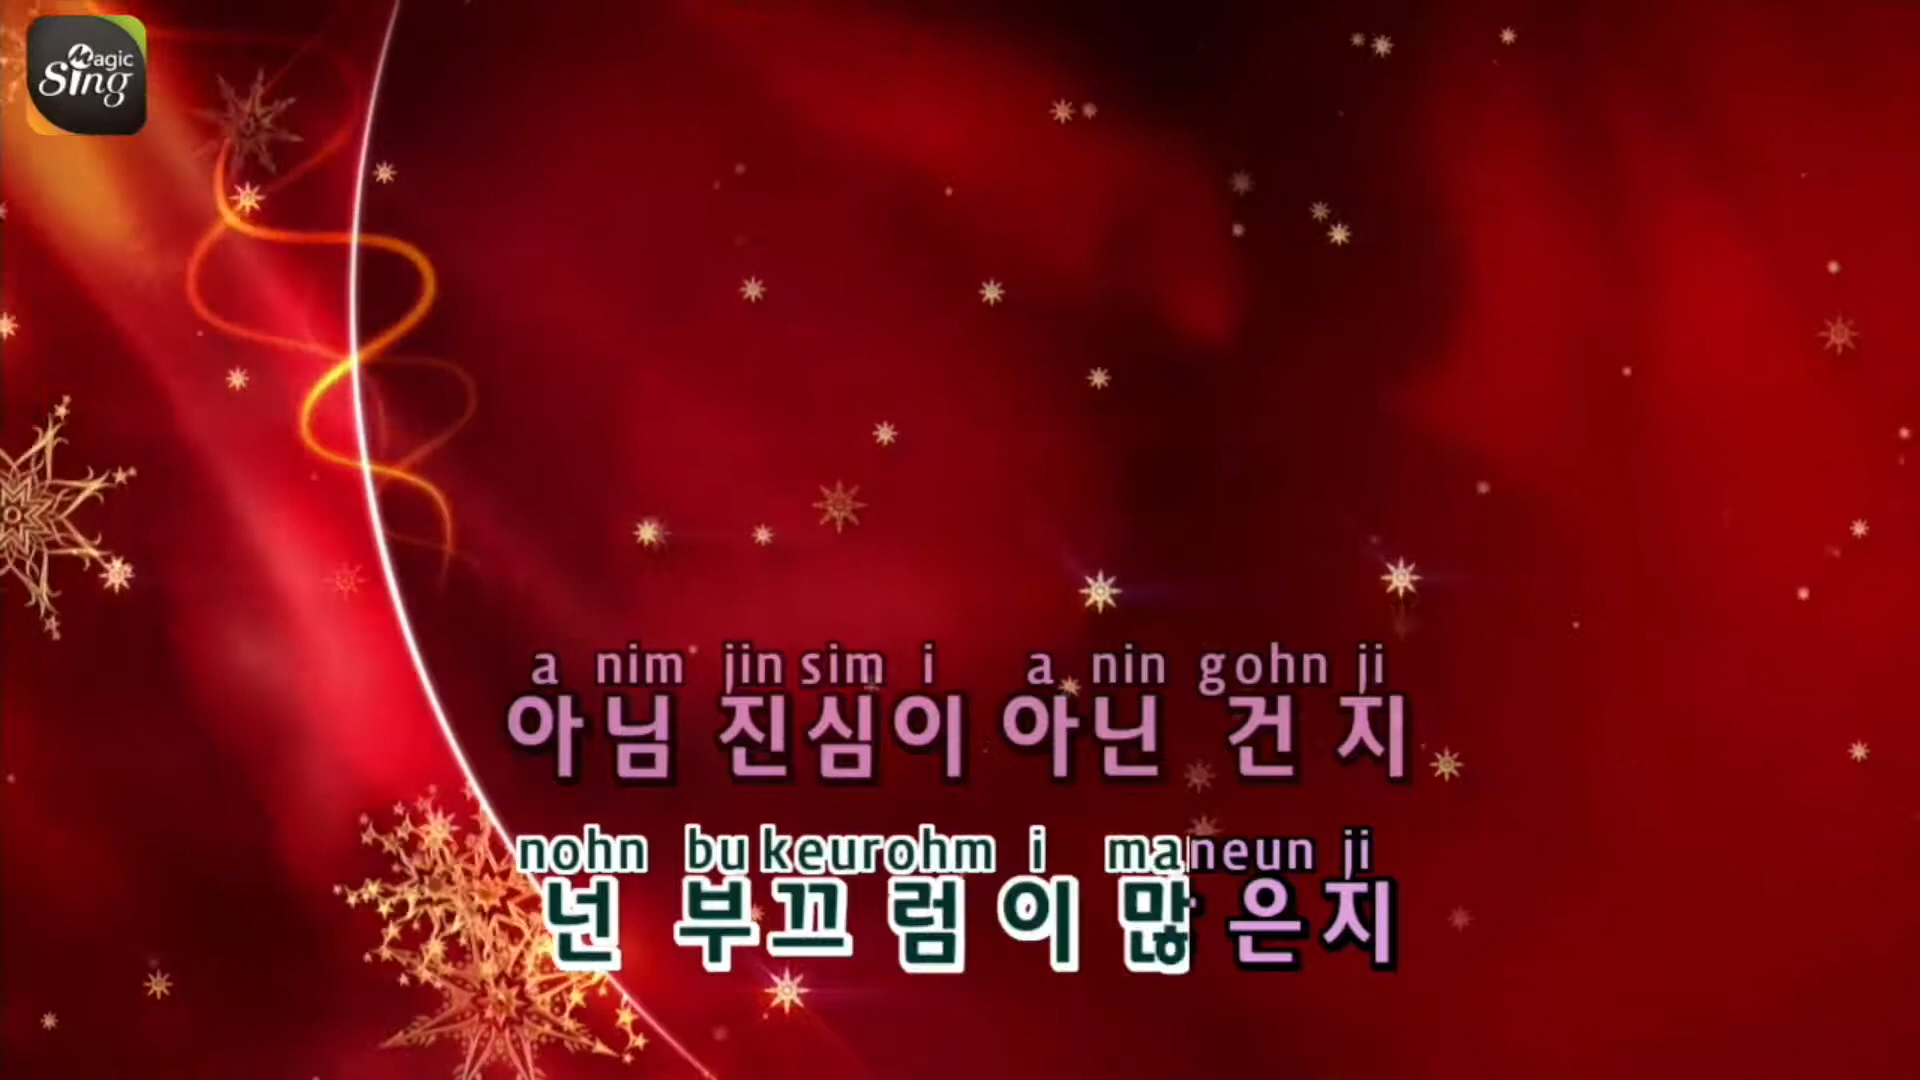 Magic
Sing
a nim jin sim i a nin gohn ji
아님 진심이 아닌 건 지
nohn bu keurohm i maneun ji
넌 부끄 럼 이 많은지